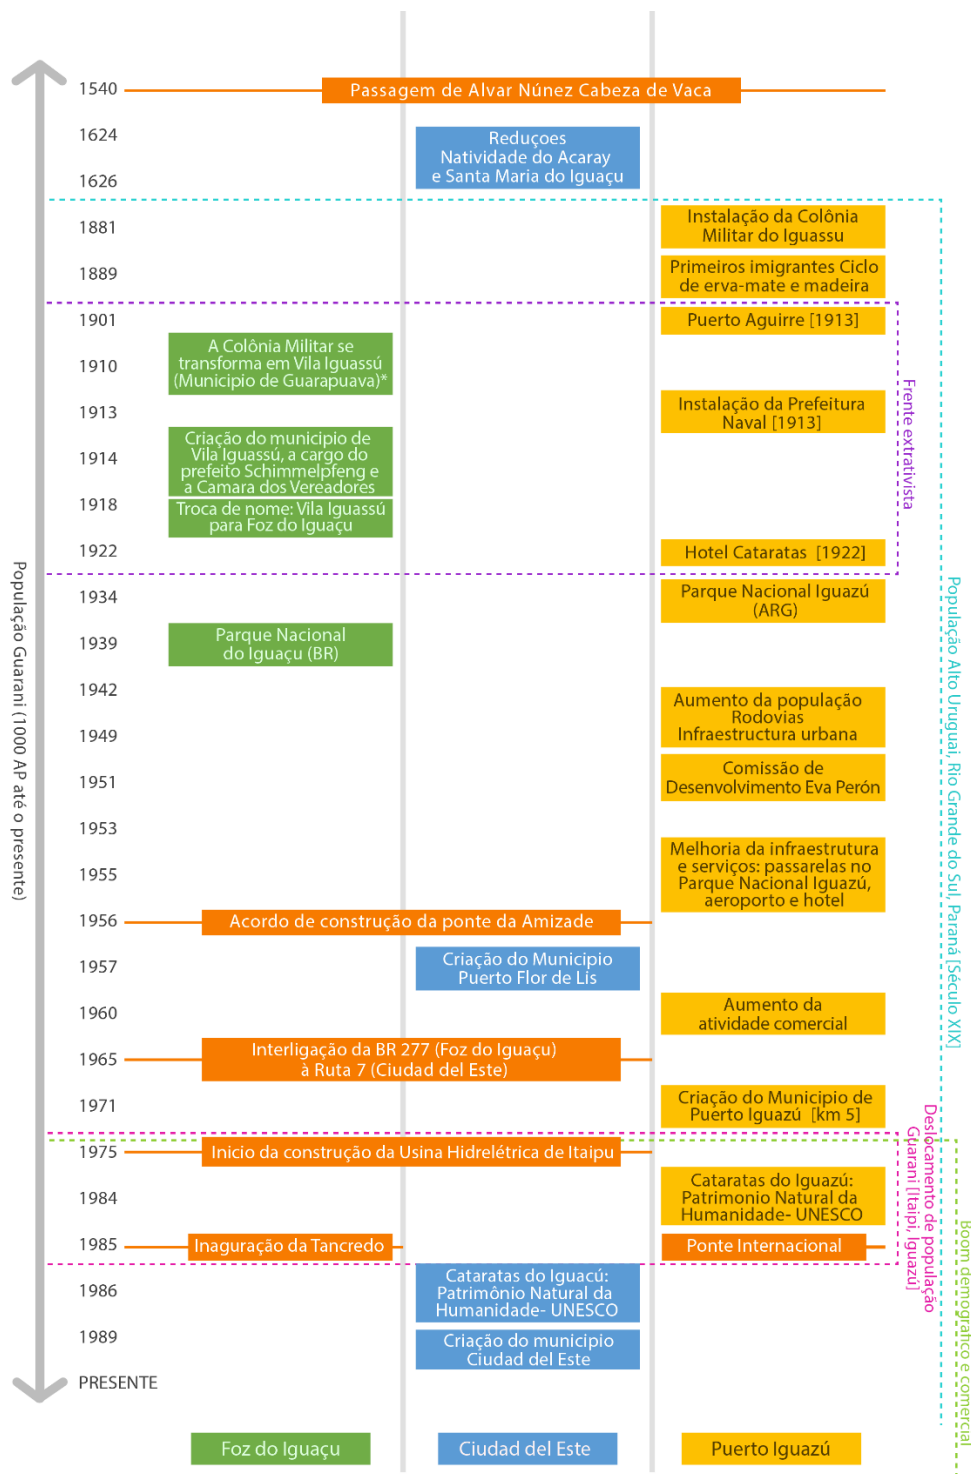 1540
Passagem de Alvar Núnez Cabeza de Vaca
1624
Reduçoes
Natividade do Acaray
e Santa Maria do Iguaçu
1626
1881
Instalação da Colônia
Militar do Iguassu
1889
Primeiros imigrantes Ciclo
de erva-mate e madeira
1901
Puerto Aguirre [1913]
1910
A Colônia Militar se
transforma em Vila Iguassú
(Municipio de Guarapuava)*
1913
Instalação da Prefeitura
Naval [1913]
1914
Criação do municipio de
Vila Iguassú, a cargo do
prefeito Schimmelpfeng e
a Camara dos Vereadores
1918
Troca de nome: Vila Iguassú
para Foz do Iguaçu
1922
Hotel Cataratas [1922]
1934
Parque Nacional Iguazú
(ARG)
1939
Parque Nacional
do Iguaçu (BR)
1942
1949
Aumento da população
Rodovias
Infraestructura urbana
1951
Comissão de
Desenvolvimento Eva Perón
1953
1955
Melhoria da infraestrutura
e serviços: passarelas no
Parque Nacional Iguazú,
aeroporto e hotel
1956
Acordo de construção da ponte da Amizade
1957
Criação do Municipio
Puerto Flor de Lis
1960
Aumento da
atividade comercial
1965
Interligação da BR 277 (Foz do Iguaçu)
à Ruta 7 (Ciudad del Este)
1971
Criação do Municipio de
Puerto Iguazú [km 5]
1975
Inicio da construção da Usina Hidrelétrica de Itaipu
1984
Cataratas do Iguazú:
Patrimonio Natural da
Humanidade- UNESCO
1985
Inaguração da Tancredo
Ponte Internacional
1986
Cataratas do Iguacú:
Patrimônio Natural da
Humanidade- UNESCO
1989
Criação do municipio
Ciudad del Este
PRESENTE
População Guarani (1000 AP até o presente)
Frente extrativista
População Alto Uruguai, Rio Grande do Sul, Paraná [Século XIX]
Deslocamento de população
Guarani [Itaipi, Iguazú]
Boom demografico e comercial
Foz do Iguaçu
Ciudad del Este
Puerto Iguazú